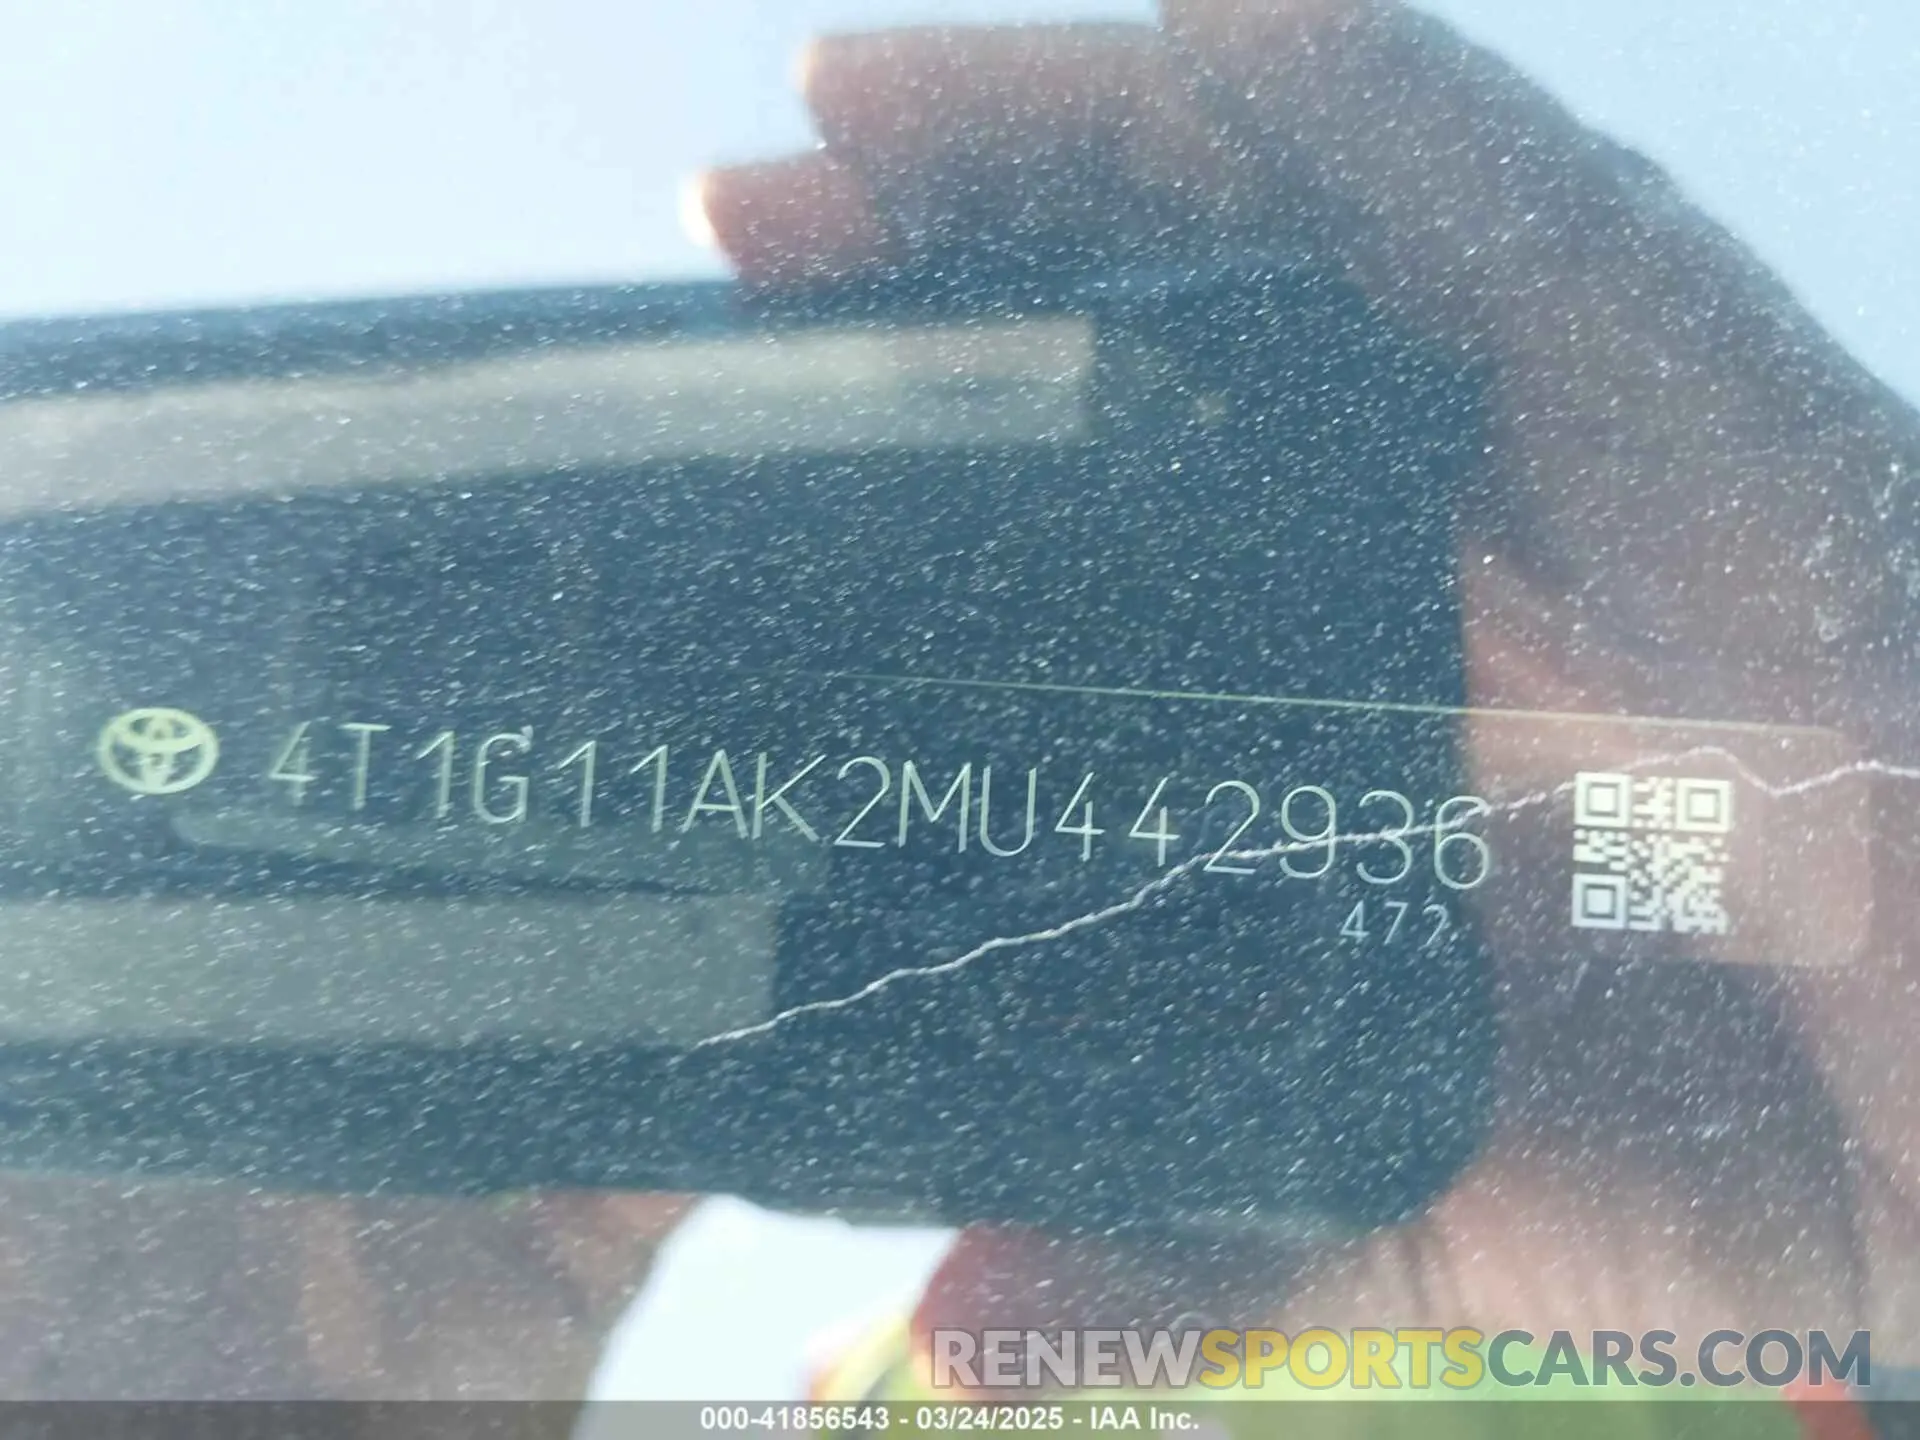 4T1G11AK2MU442936
472
RENEWSPORTSCARS.COM
000-41856543 - 03/24/2025 - IAA Inc.